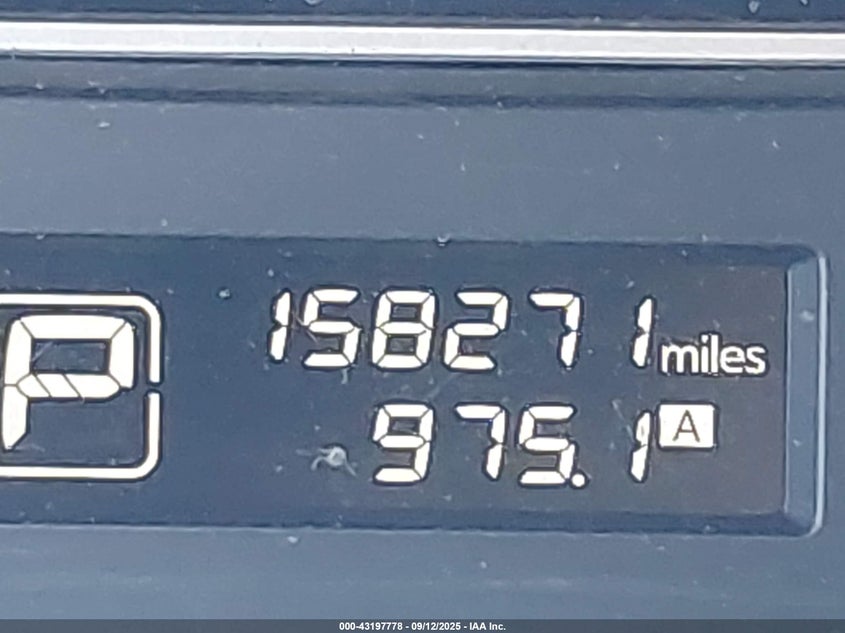 158271 miles
P
975.1 A
000-43197778 - 09/12/2025 - IAA Inc.